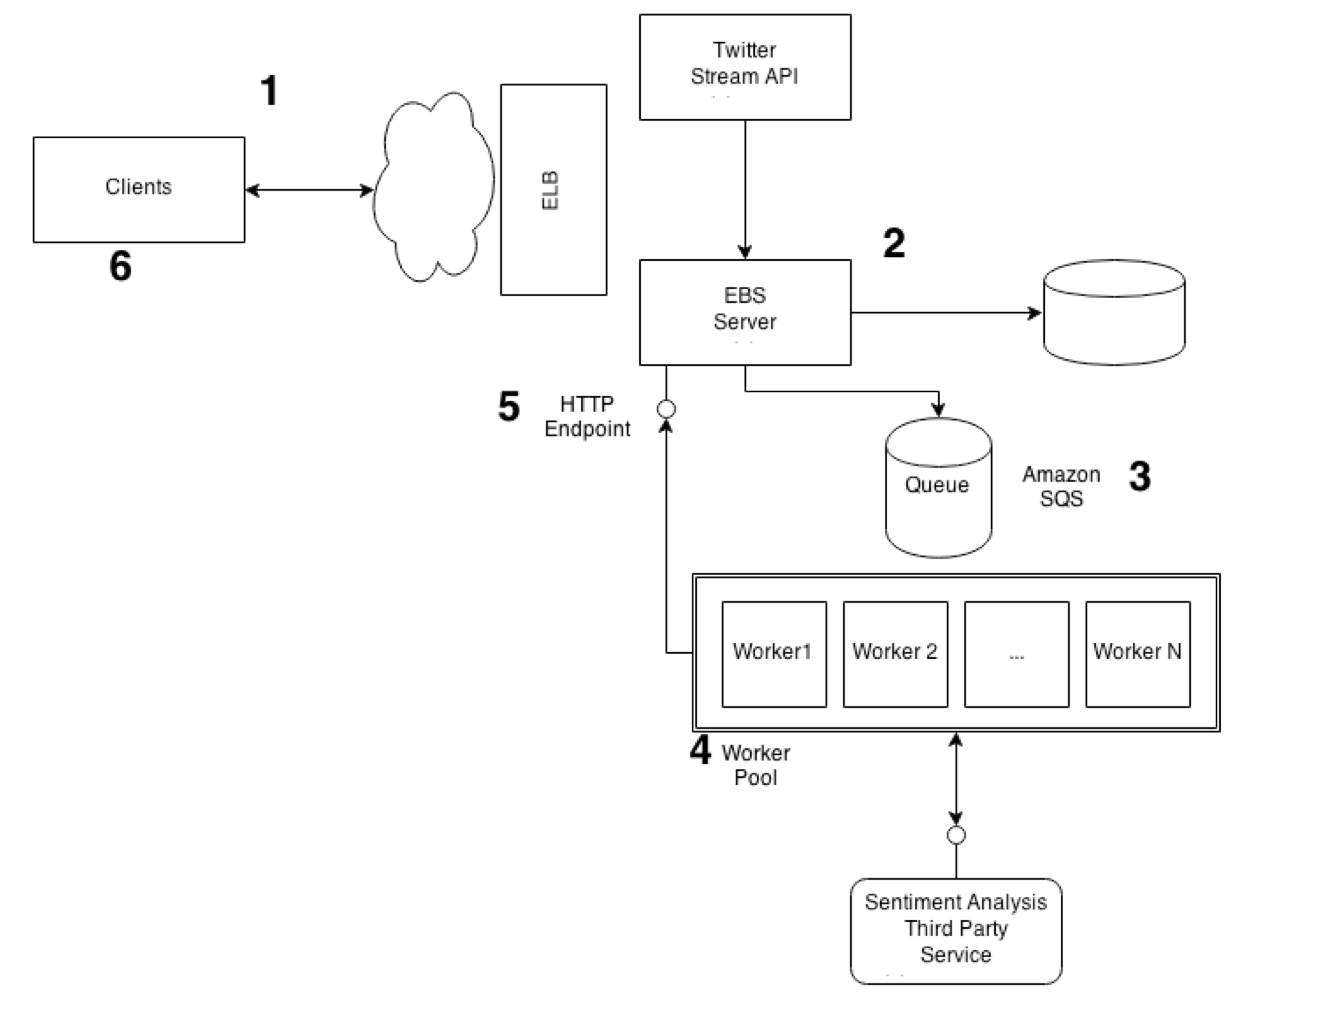 Twitter
Stream API
1
Clients
ELB
6
2
EBS
Server
5
HTTP
Endpoint
Queue
Amazon
SQS
3
Worker1
Worker 2
...
Worker N
4
Worker
Pool
Sentiment Analysis
Third Party
Service